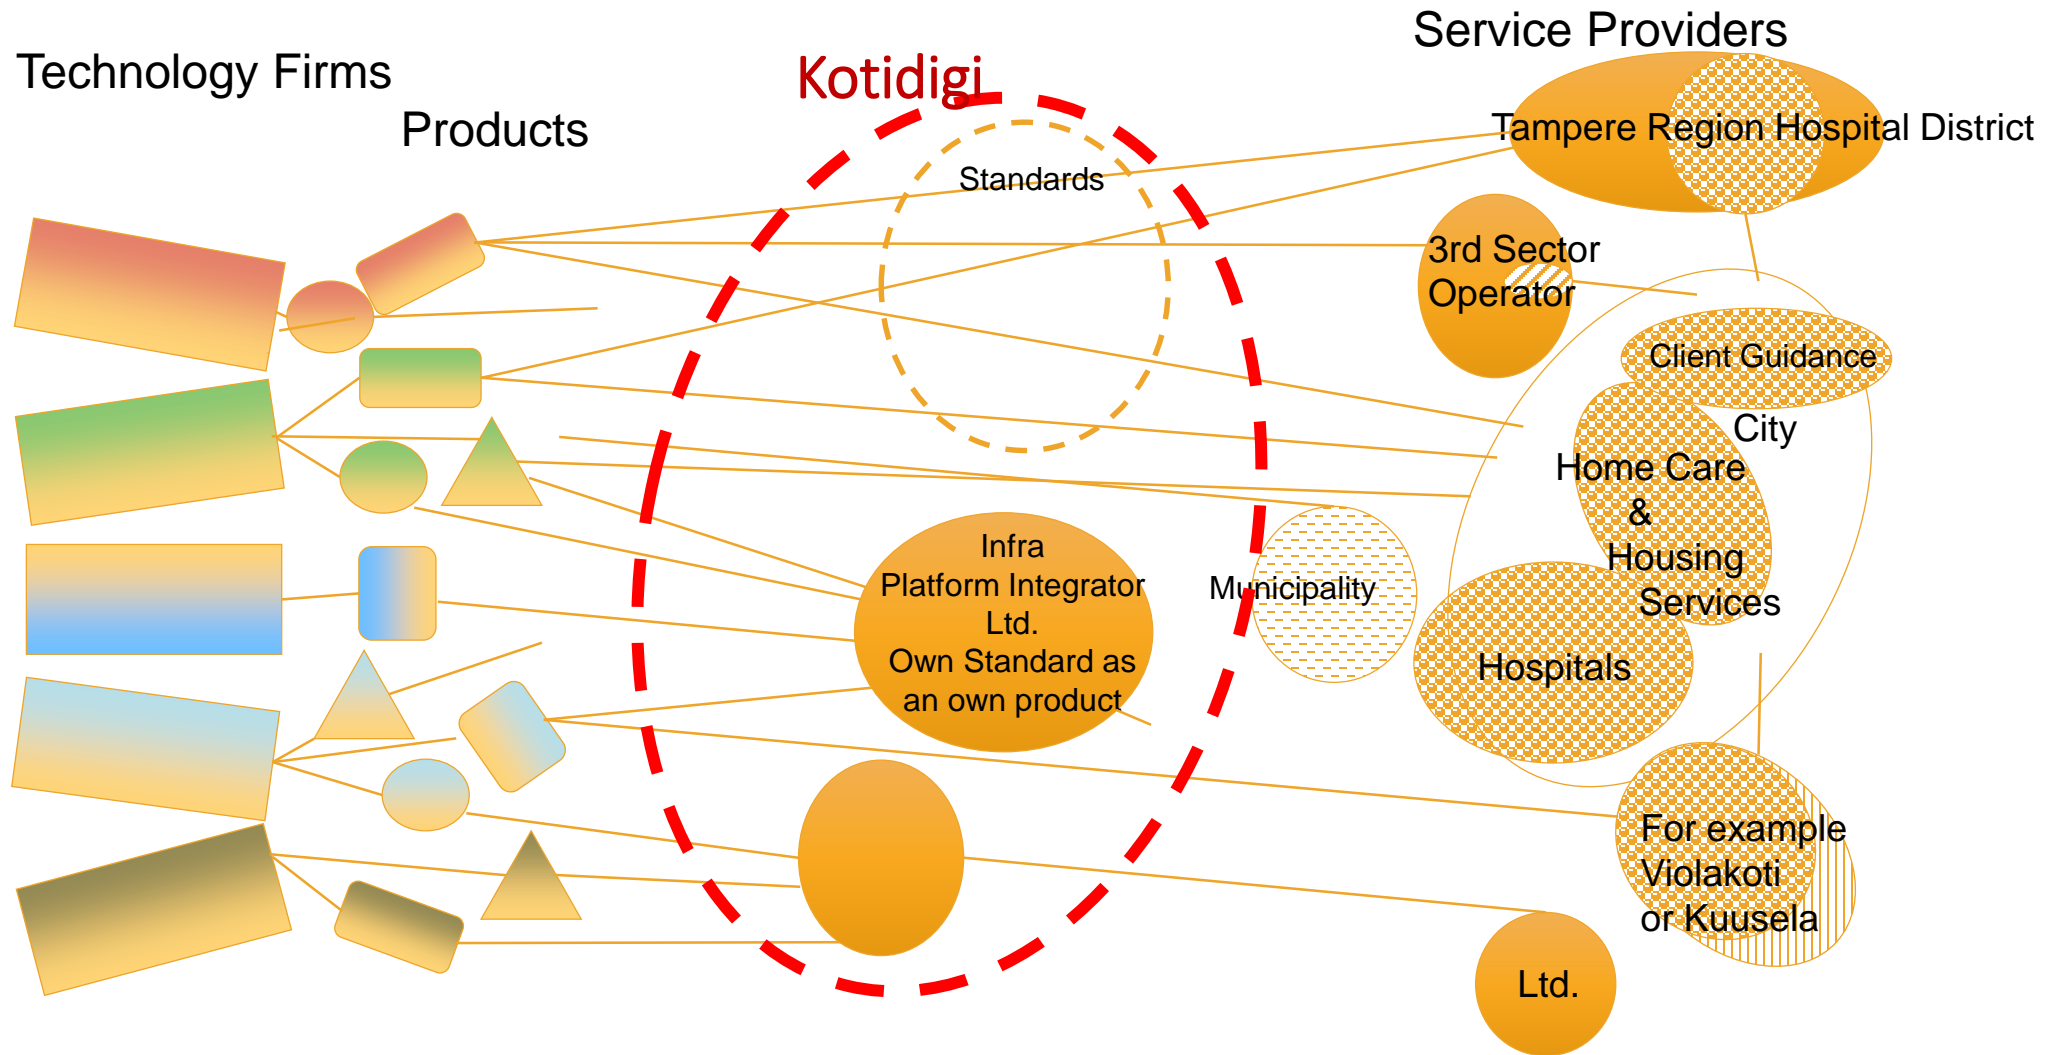 Service Providers
Technology Firms
Kotidigi
Products
Tampere Region Hospital District
Standards
3rd Sector
Operator
Client Guidance
City
Home Care
&
Housing
Services
Infra
Platform Integrator
Ltd.
Own Standard as
an own product
Municipality
Hospitals
For example
Violakoti
or Kuusela
Ltd.